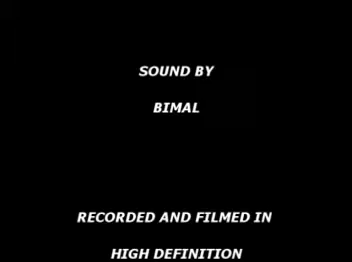 SOUND BY
BIMAL
RECORDED AND FILMED IN
HIGH DEFINITION